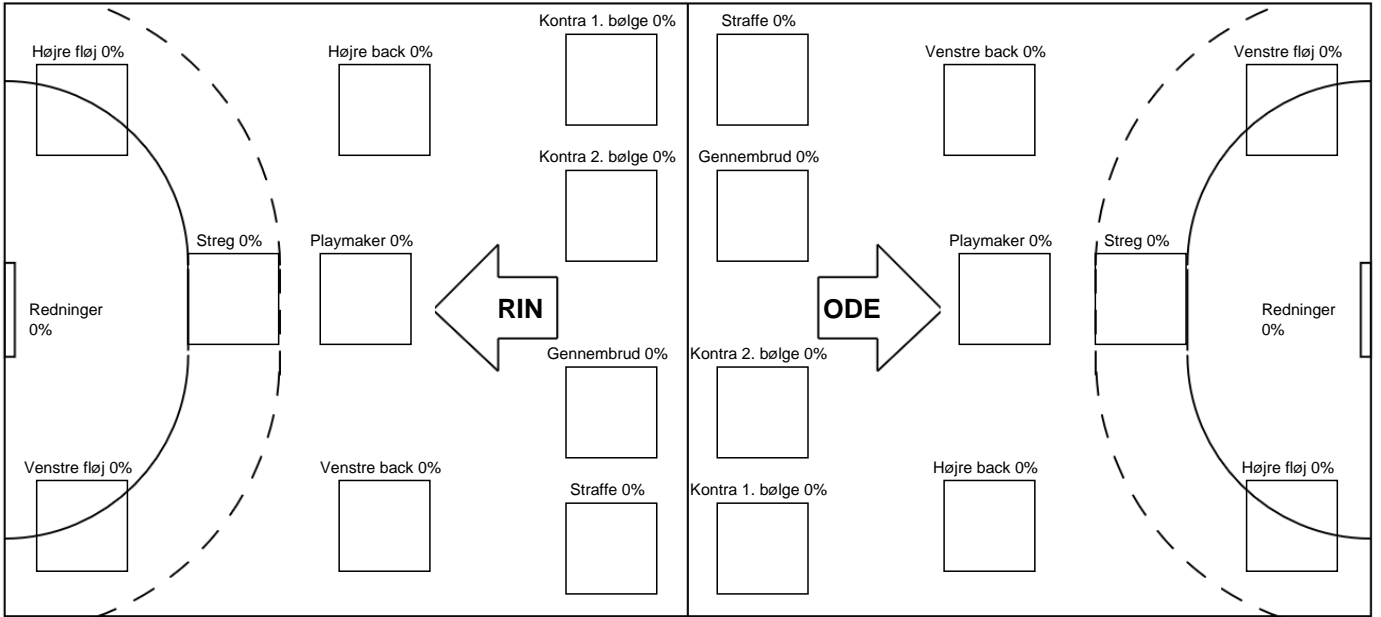 Kontra 1. bølge 0%
Straffe 0%
Højre fløj 0%
Højre back 0%
Venstre back 0%
Venstre fløj 0%
Kontra 2. bølge 0%
Gennembrud 0%
Streg 0%
Playmaker 0%
Playmaker 0%
Streg 0%
Redninger
0%
RIN
ODE
Redninger
0%
Gennembrud 0%
Kontra 2. bølge 0%
Venstre fløj 0%
Venstre back 0%
Højre back 0%
Højre fløj 0%
Straffe 0%
Kontra 1. bølge 0%